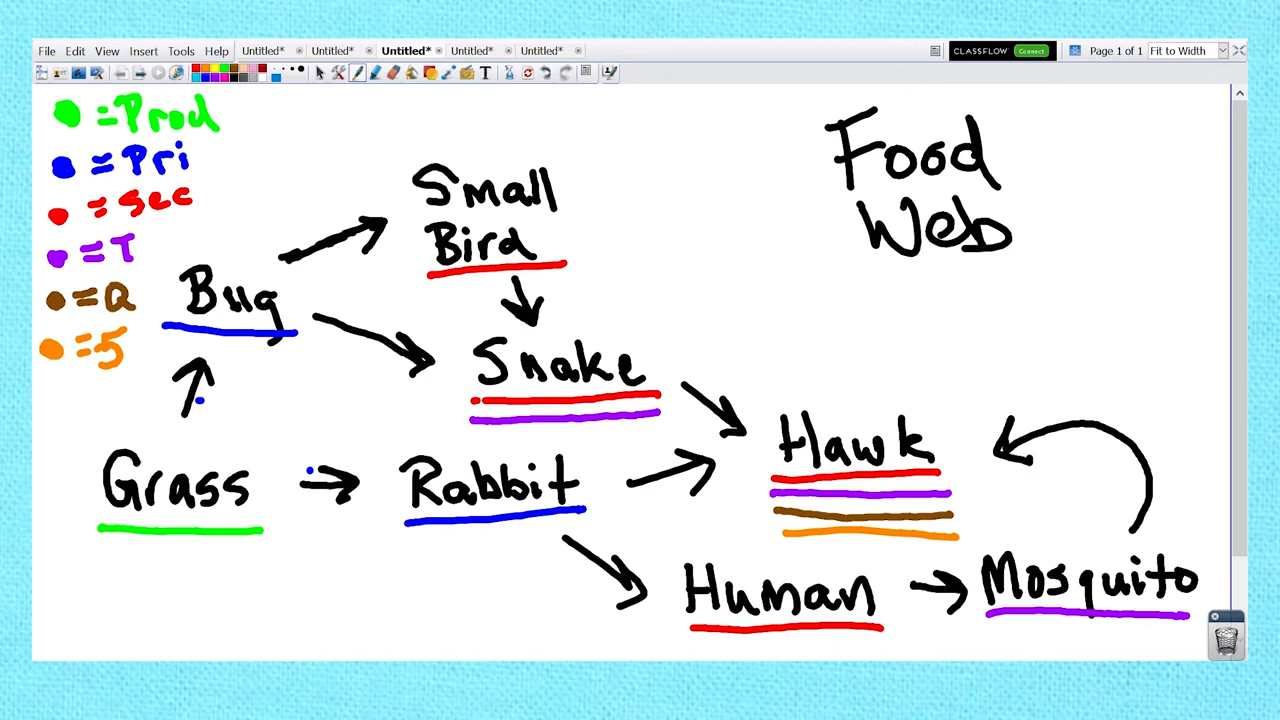 File Edit View Insert Tools Help Untitled* Untitled* Untitled* Untitled* Untitled*
CLASSFLOW Connect Page 1 of 1 Fit to Width
T
=Prod
=Pri
=sec
=T
=Q
=5
Food
Web
Small
Bird
Bug
Snake
Hawk
Grass
Rabbit
Human
Mosquito